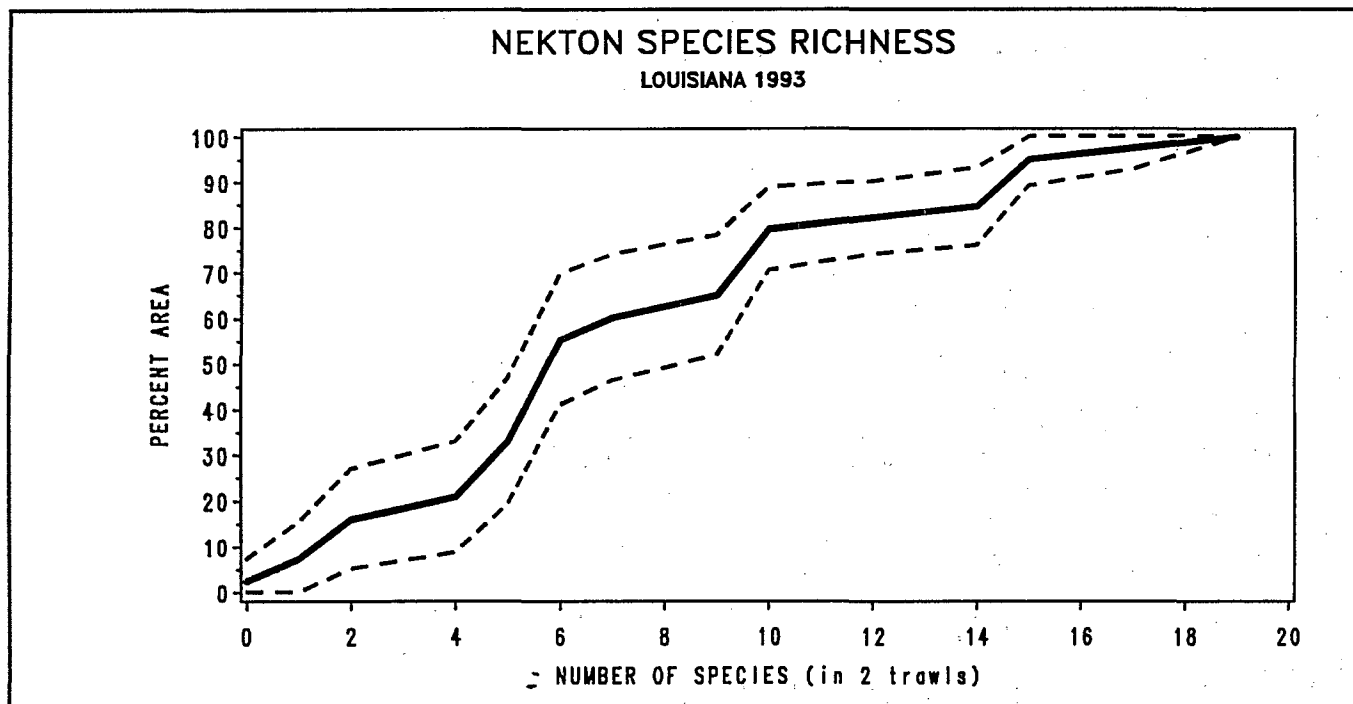 NEKTON SPECIES RICHNESS
LOUISIANA 1993
PERCENT AREA
100
90
80
70
60
50
40
30
20
10
0
0 2 4 6 8 10 12 14 16 18 20
NUMBER OF SPECIES (in 2 trawls)